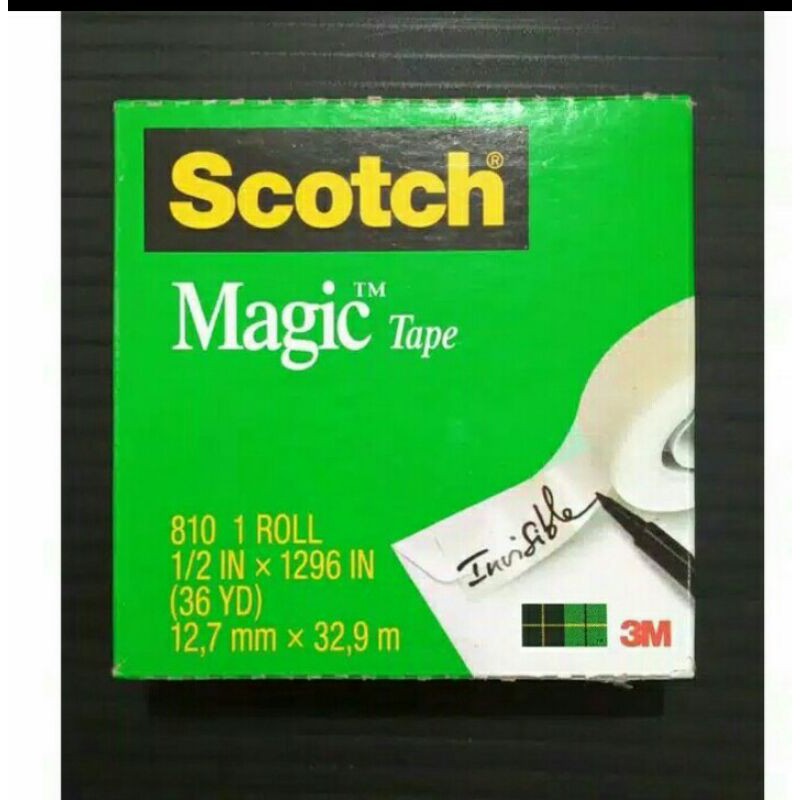 Scotch®
Magic™ Tape
810 1 ROLL
1/2 IN × 1296 IN
(36 YD)
12,7 mm × 32,9 m
Invisible
3M